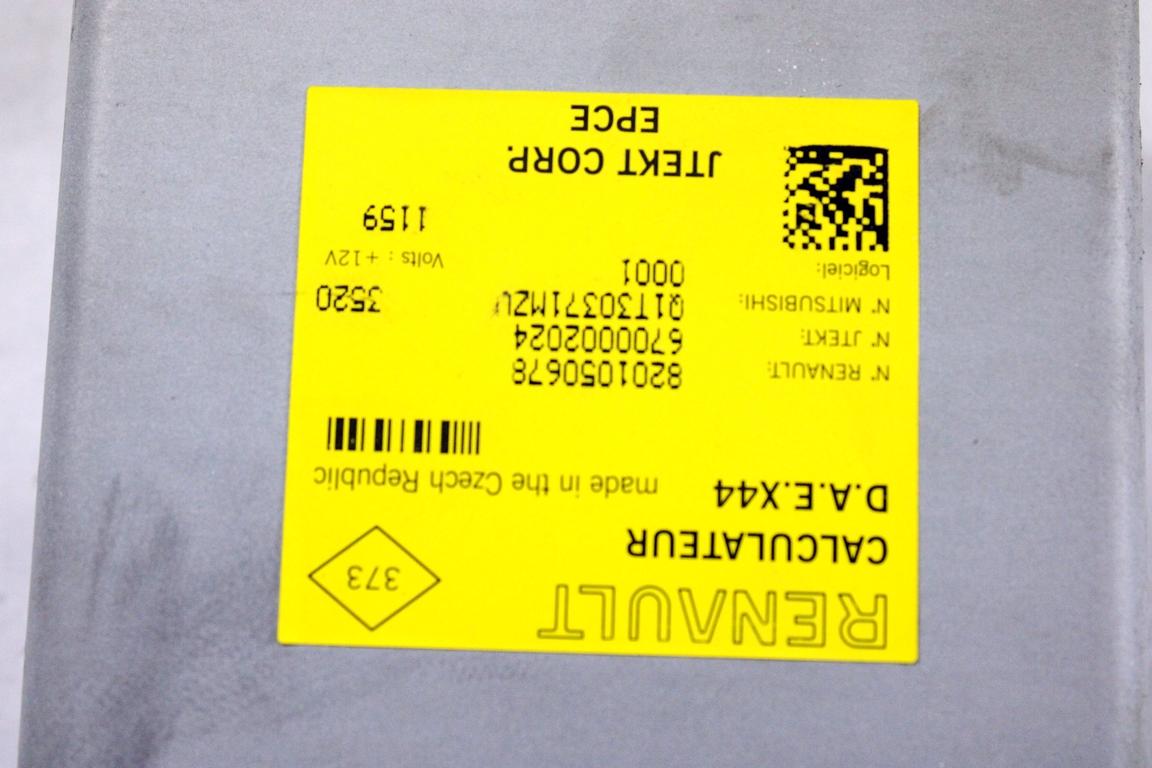 RENAULT
373
CALCULATEUR
D.A.E.X44
made in the Czech Republic
N° RENAULT: 8201050678
N° JTEKT: 6700002024
N° MITSUBISHI: Q1T30371MZU 3520
Logiciel: 0001
Volts : +12V
1159
JTEKT CORP.
EPCE